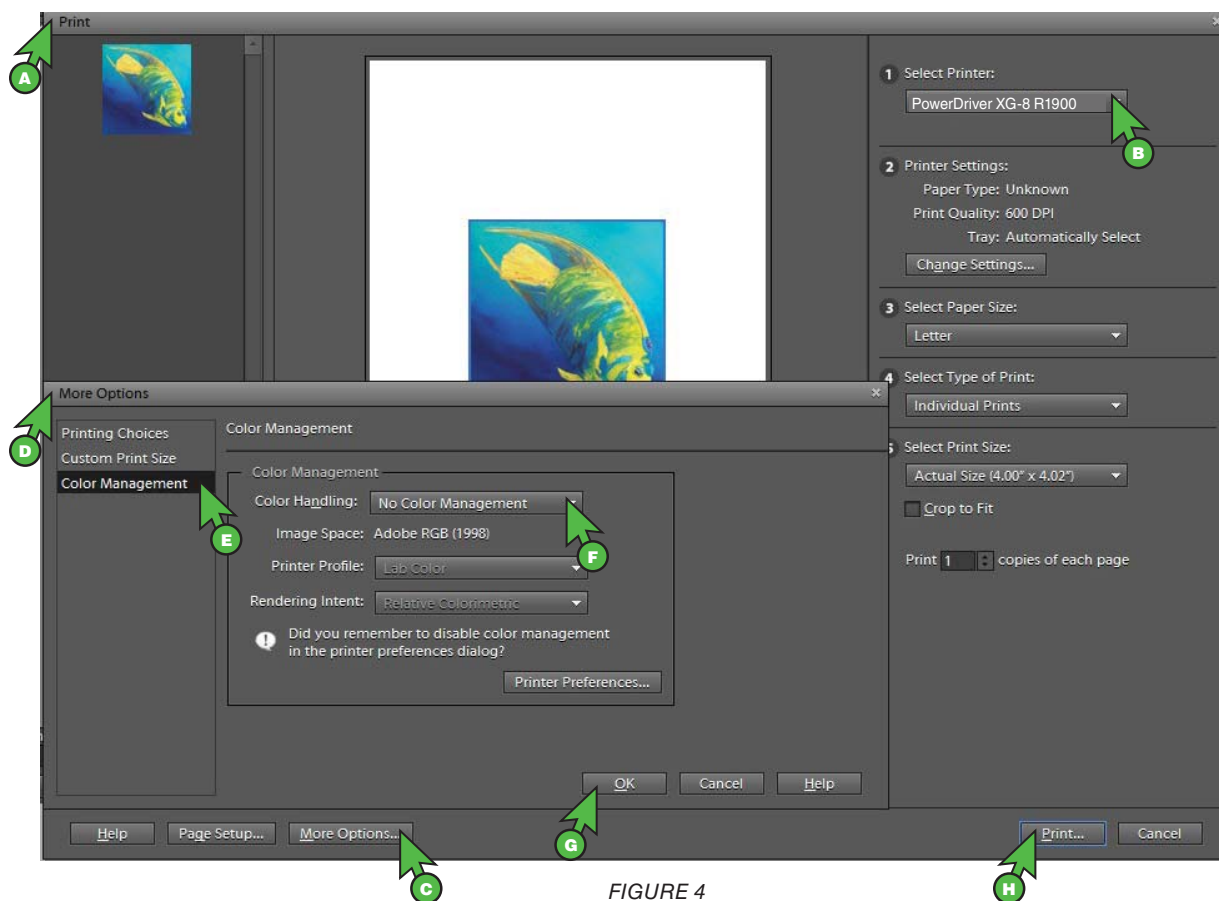 Print
A
1 Select Printer:
PowerDriver XG-8 R1900
B
2 Printer Settings:
Paper Type: Unknown
Print Quality: 600 DPI
Tray: Automatically Select
Change Settings...
3 Select Paper Size:
Letter
4 Select Type of Print:
Individual Prints
Select Print Size:
Actual Size (4.00" x 4.02")
Crop to Fit
Print 1 copies of each page
More Options
D
Printing Choices
Custom Print Size
Color Management
E
Color Management
Color Management
Color Handling: No Color Management
F
Image Space: Adobe RGB (1998)
Printer Profile: Lab Color
Rendering Intent: Relative Colorimetric
Did you remember to disable color management
in the printer preferences dialog?
Printer Preferences...
OK Cancel Help
G
Help Page Setup... More Options...
C
Print... Cancel
H
FIGURE 4